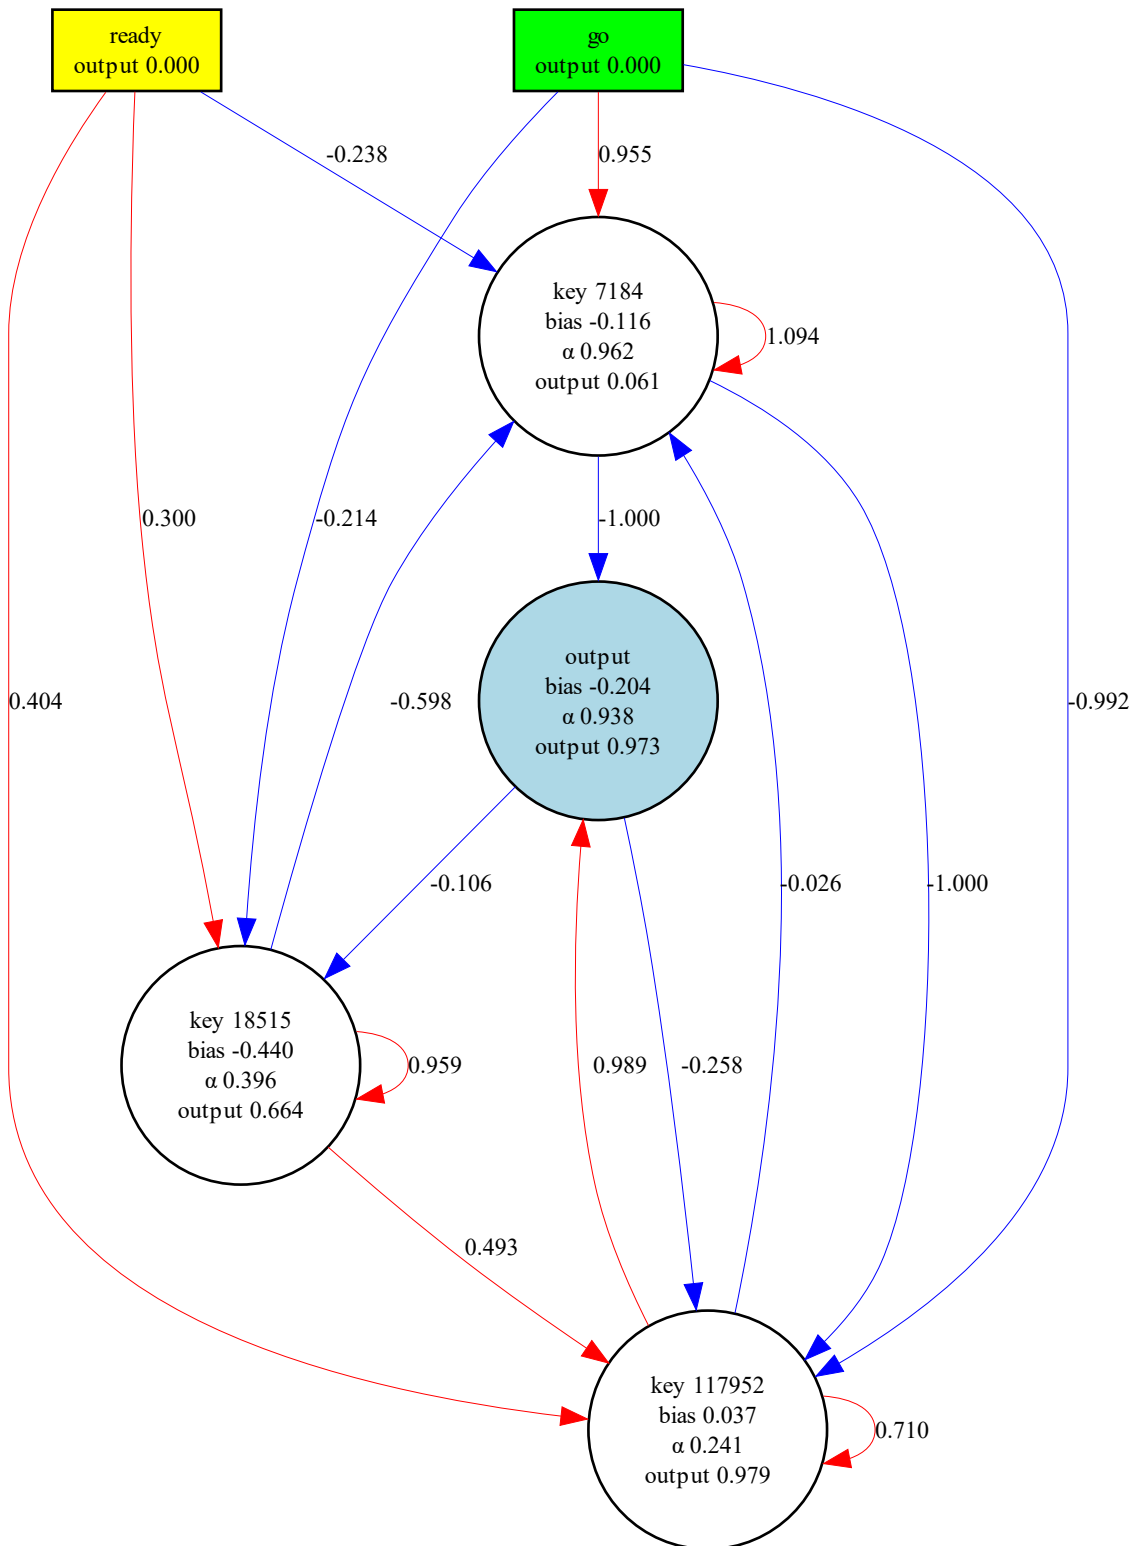 ready
output 0.000
go
output 0.000
-0.238
0.955
key 7184
bias -0.116
α 0.962
output 0.061
1.094
0.300
-0.214
-1.000
output
bias -0.204
α 0.938
output 0.973
0.404
-0.598
-0.992
-0.106
-0.026
-1.000
key 18515
bias -0.440
α 0.396
output 0.664
0.959
0.989
-0.258
0.493
key 117952
bias 0.037
α 0.241
output 0.979
0.710